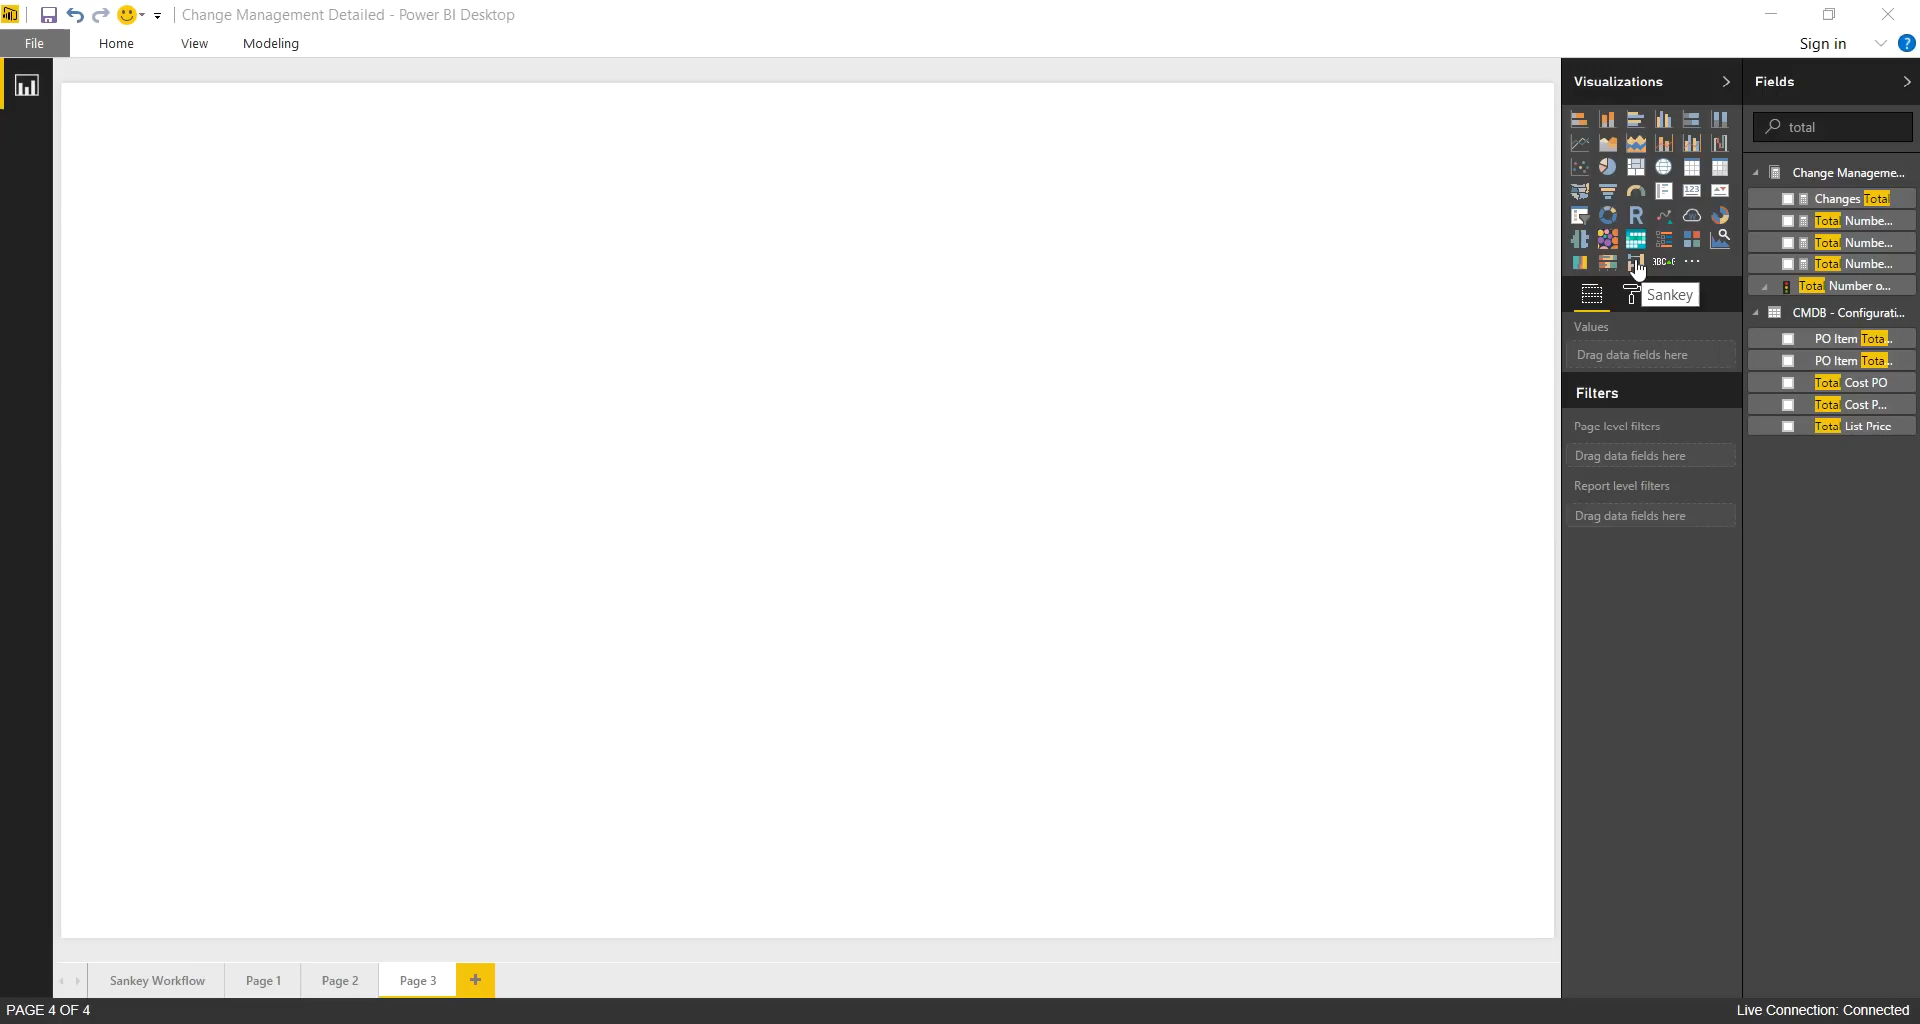 Change Management Detailed - Power BI Desktop
File Home View Modeling Sign in ?
Visualizations
Fields
total
Change Manageme...
Changes Total
Total Numbe...
Total Numbe...
Total Numbe...
Total Number o...
CMDB - Configurati...
PO Item Tota...
PO Item Tota...
Total Cost PO
Total Cost P...
Total List Price
123
R
ABC
...
Sankey
Values
Drag data fields here
Filters
Page level filters
Drag data fields here
Report level filters
Drag data fields here
Sankey Workflow Page 1 Page 2 Page 3 +
PAGE 4 OF 4
Live Connection: Connected